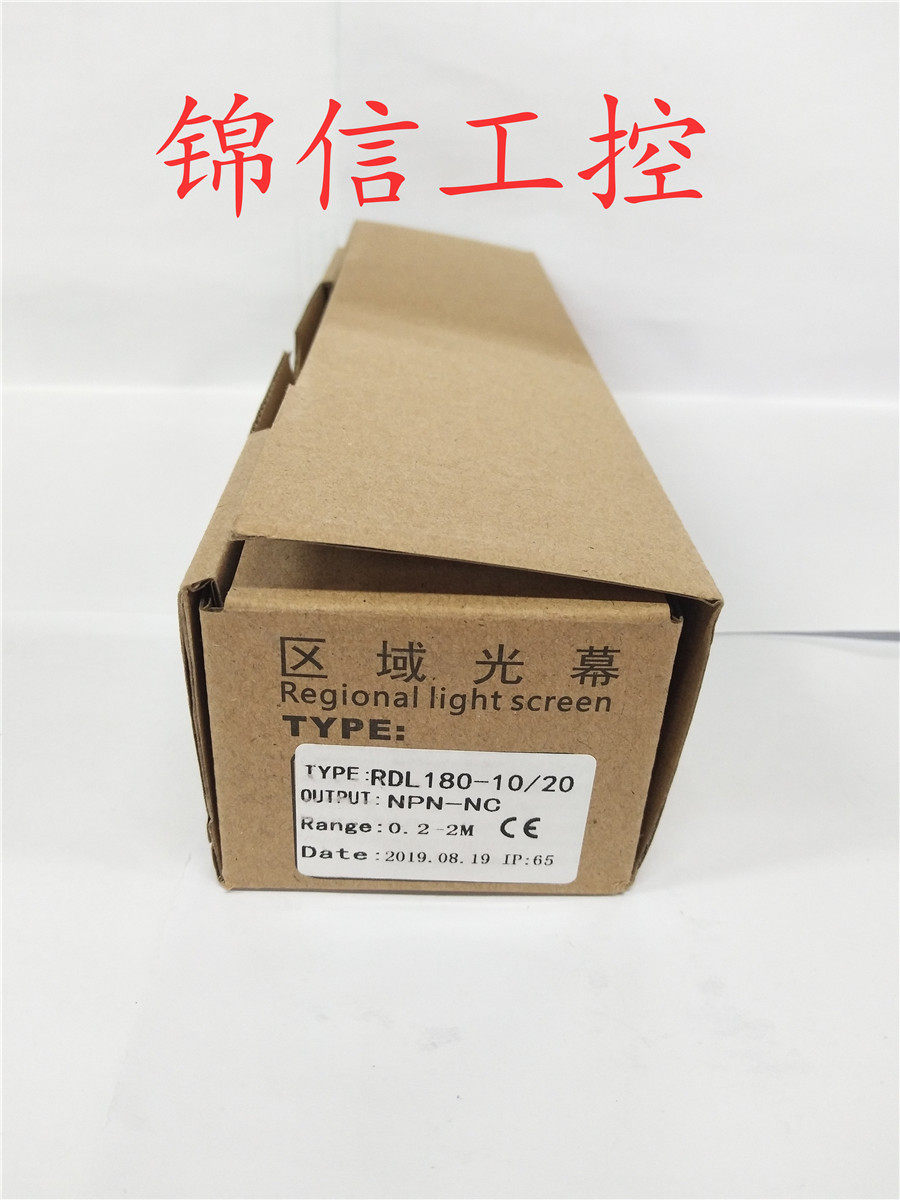 锦信工控
区域光幕
Regional light screen
TYPE:
TYPE:RDL180-10/20
OUTPUT: NPN-NC
Range:0.2-2M CE
Date:2019.08.19 IP:65